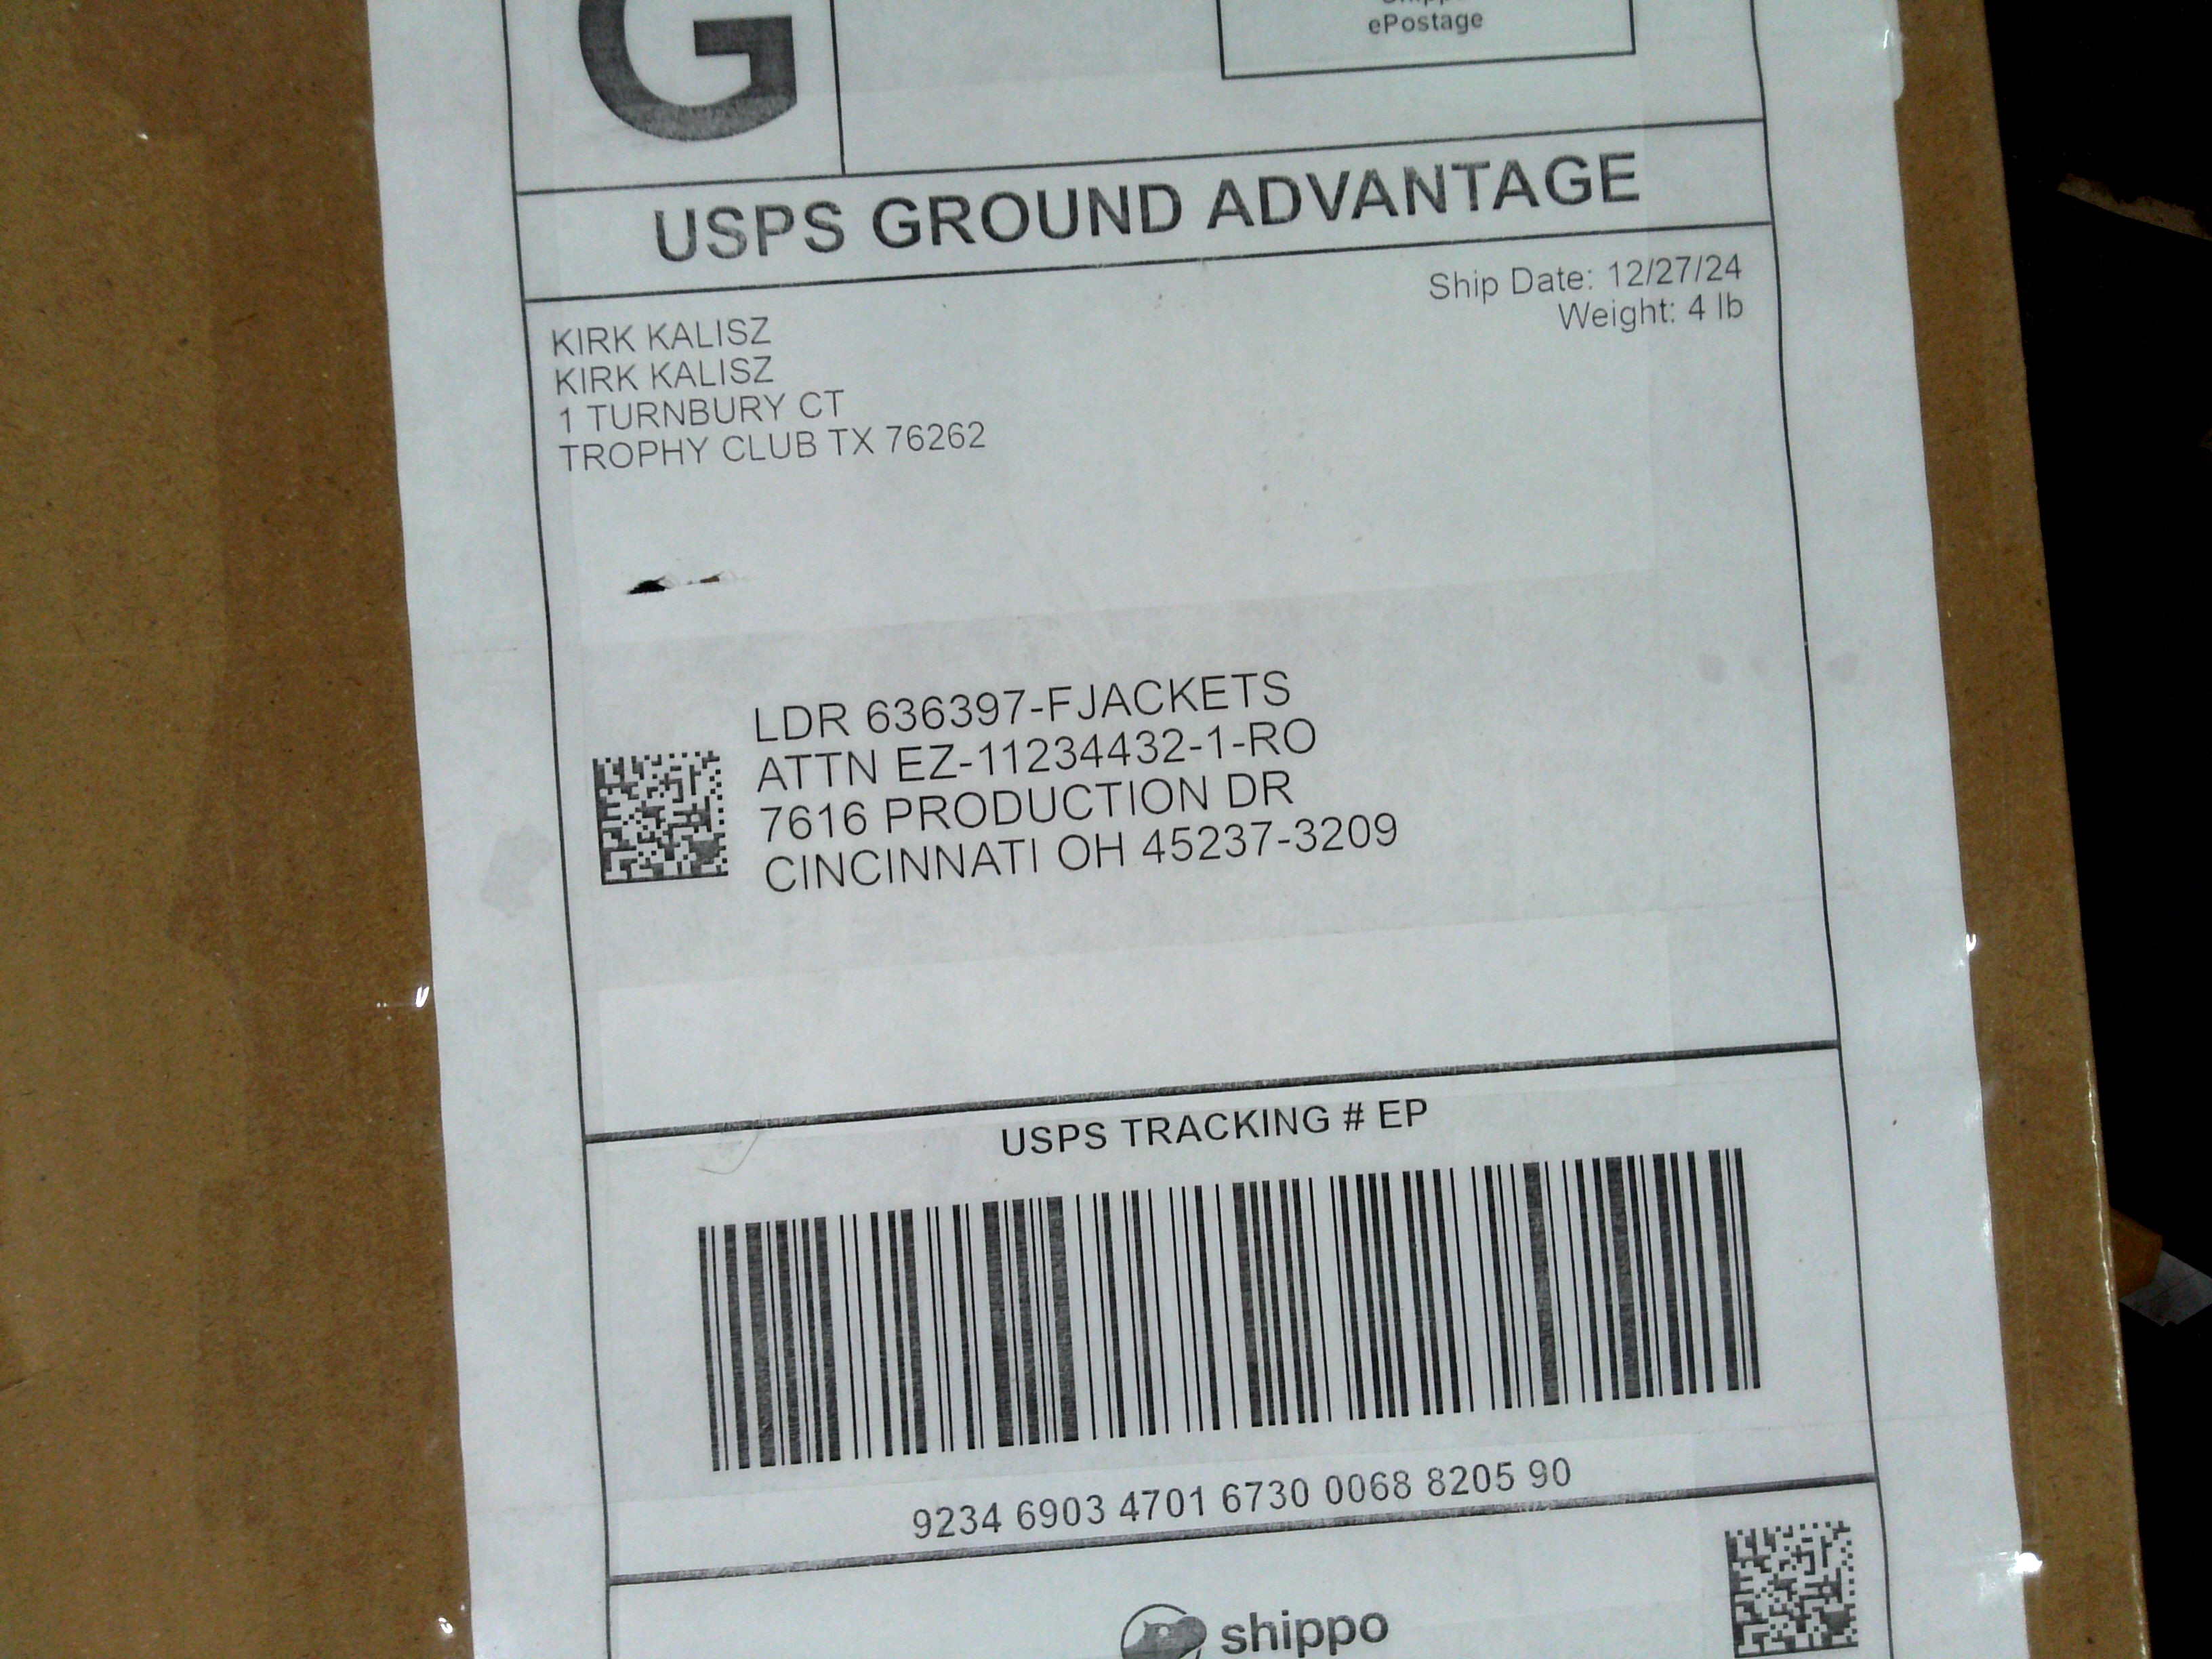 G
ePostage
USPS GROUND ADVANTAGE
Ship Date: 12/27/24
Weight: 4 lb
KIRK KALISZ
KIRK KALISZ
1 TURNBURY CT
TROPHY CLUB TX 76262
LDR 636397-FJACKETS
ATTN EZ-11234432-1-RO
7616 PRODUCTION DR
CINCINNATI OH 45237-3209
USPS TRACKING # EP
9234 6903 4701 6730 0068 8205 90
shippo